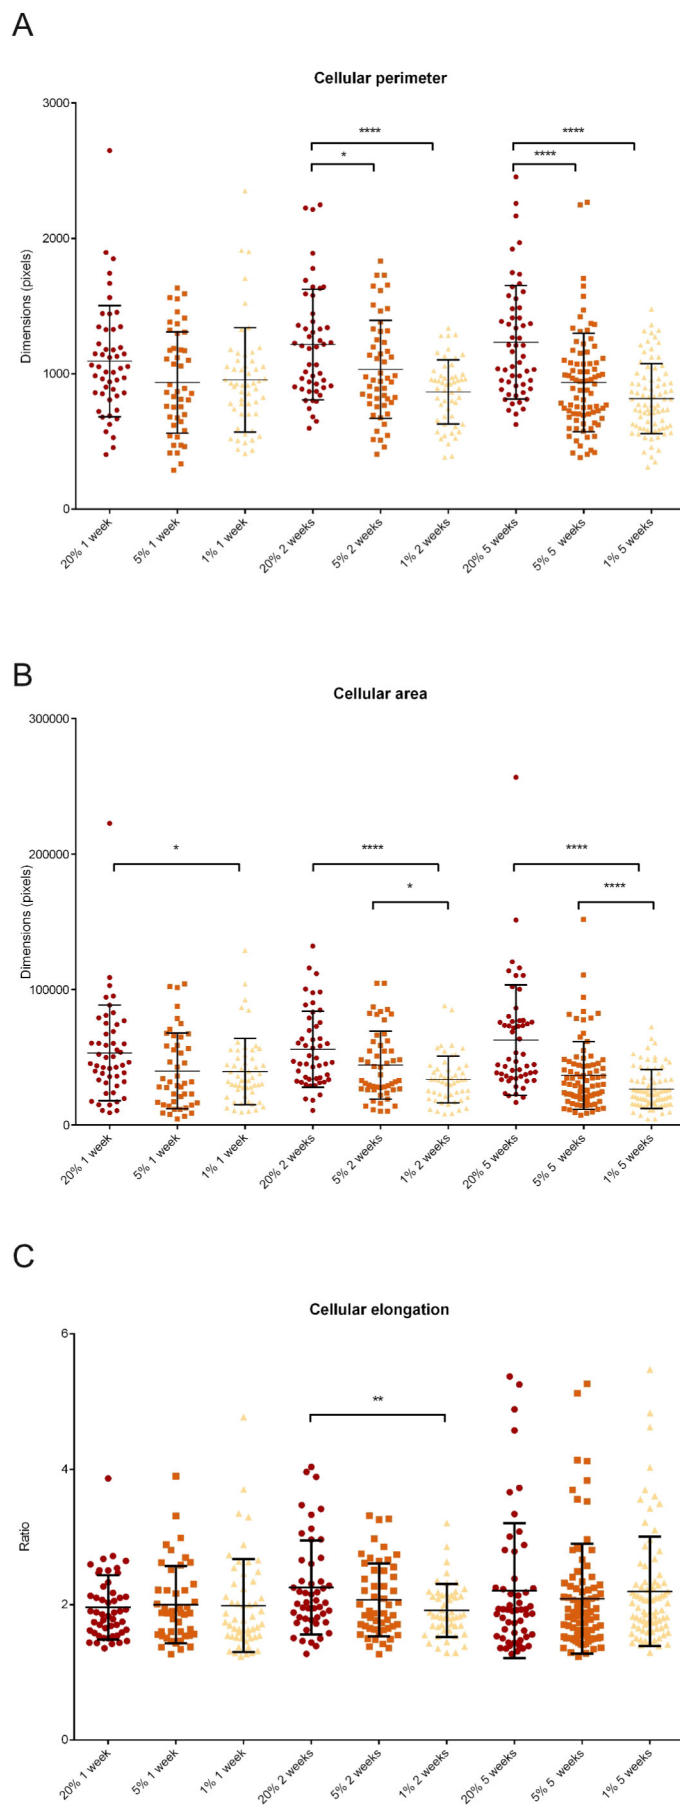 A
Cellular perimeter
3000
****
****
*
****
2000
Dimensions (pixels)
1000
0
20% 1 week
5% 1 week
1% 1 week
20% 2 weeks
5% 2 weeks
1% 2 weeks
20% 5 weeks
5% 5 weeks
1% 5 weeks
B
Cellular area
300000
200000
*
****
****
*
****
Dimensions (pixels)
100000
0
20% 1 week
5% 1 week
1% 1 week
20% 2 weeks
5% 2 weeks
1% 2 weeks
20% 5 weeks
5% 5 weeks
1% 5 weeks
C
Cellular elongation
6
**
4
Ratio
2
0
20% 1 week
5% 1 week
1% 1 week
20% 2 weeks
5% 2 weeks
1% 2 weeks
20% 5 weeks
5% 5 weeks
1% 5 weeks